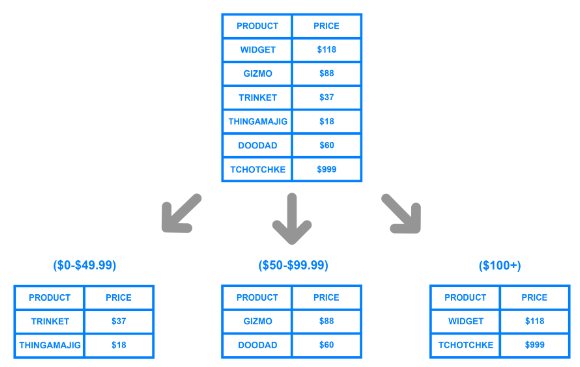 PRODUCT PRICE
WIDGET $118
GIZMO $88
TRINKET $37
THINGAMAJIG $18
DOODAD $60
TCHOTCHKE $999
($0-$49.99) ($50-$99.99) ($100+)
PRODUCT PRICE PRODUCT PRICE PRODUCT PRICE
TRINKET $37 GIZMO $88 WIDGET $118
THINGAMAJIG $18 DOODAD $60 TCHOTCHKE $999